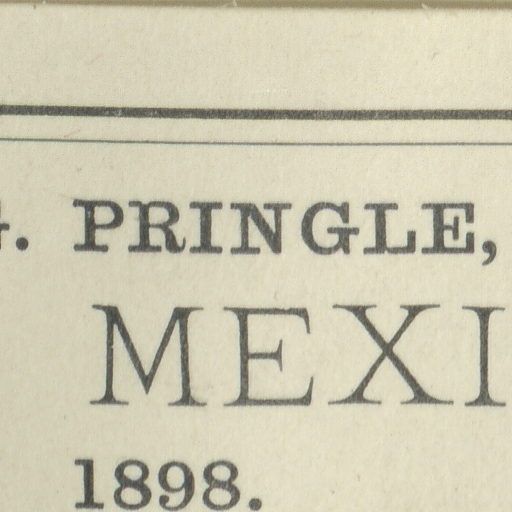 G. PRINGLE,
MEXI
1898.